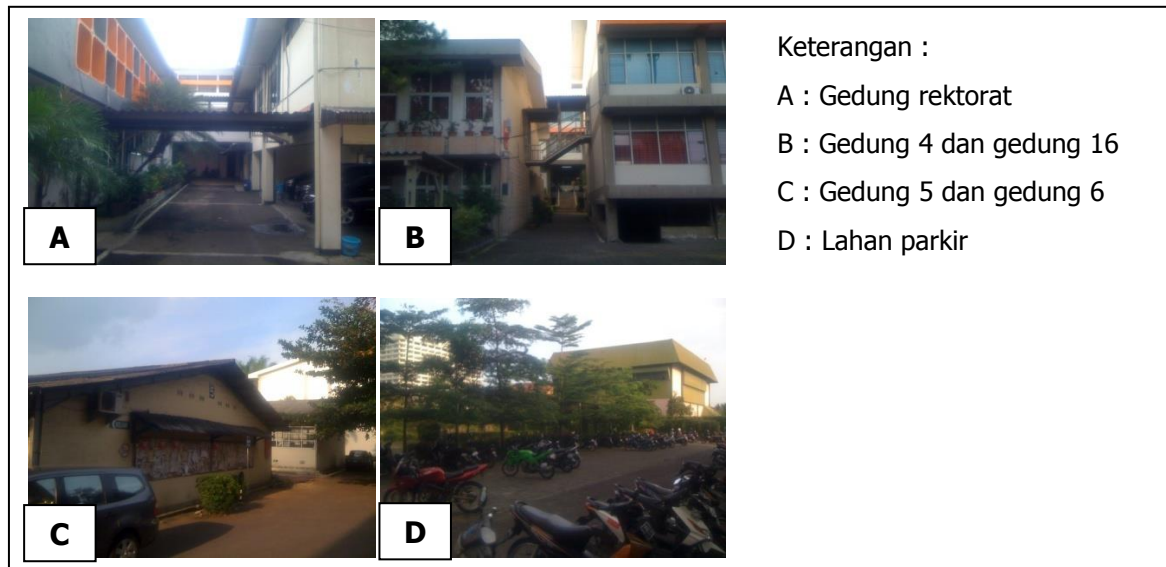 Keterangan :
A : Gedung rektorat
B : Gedung 4 dan gedung 16
C : Gedung 5 dan gedung 6
D : Lahan parkir
A
B
C
D